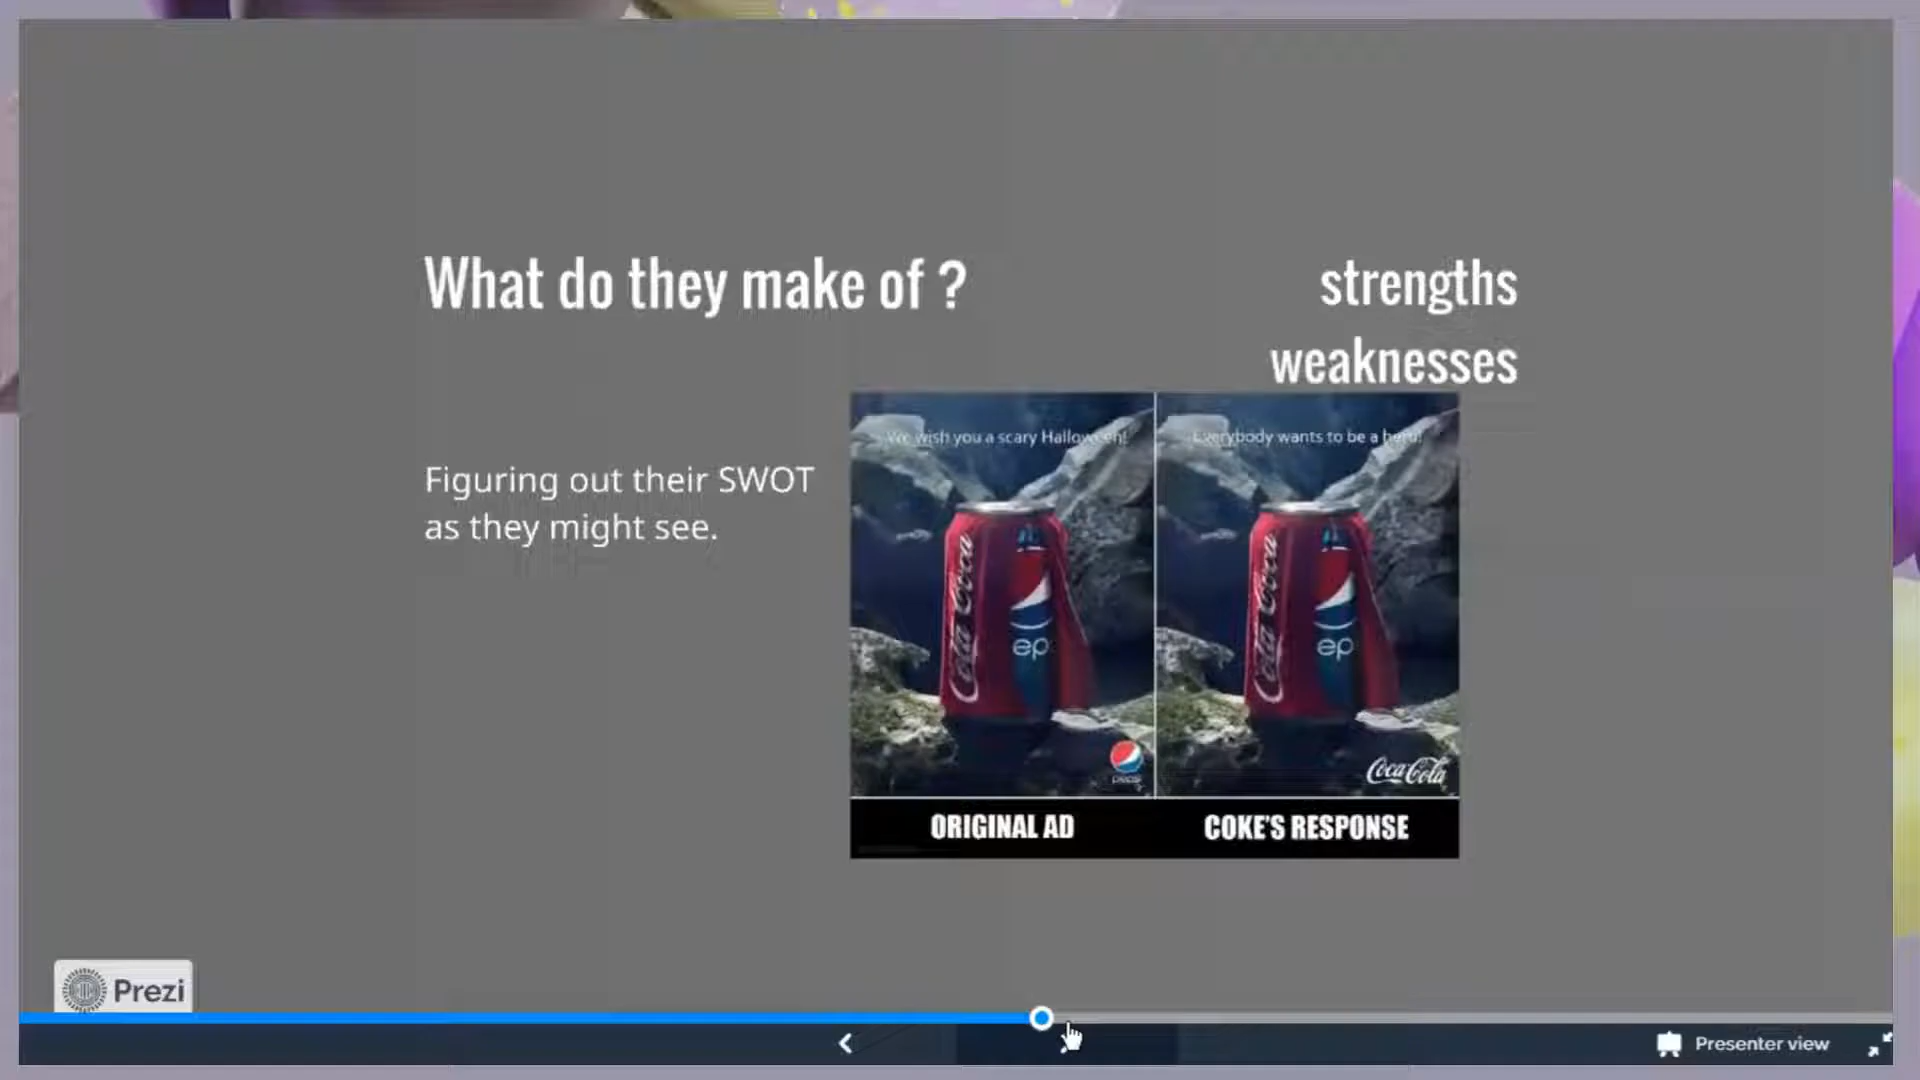 What do they make of ?
strengths
weaknesses
Figuring out their SWOT
as they might see.
We wish you a scary Halloween!
Everybody wants to be a hero!
Cola Coca
ep
Cola Coca
ep
pepsi
Coca-Cola
ORIGINAL AD
COKE'S RESPONSE
Prezi
Presenter view